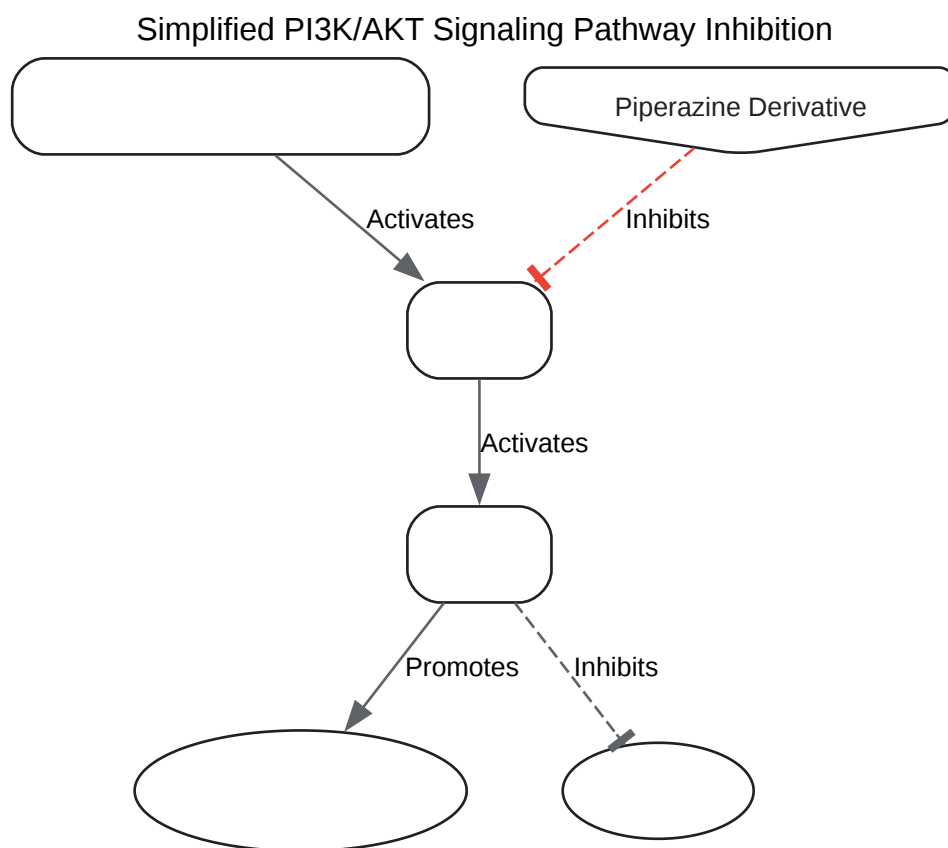 Simplified PI3K/AKT Signaling Pathway Inhibition
Piperazine Derivative
Activates
Inhibits
Activates
Promotes
Inhibits